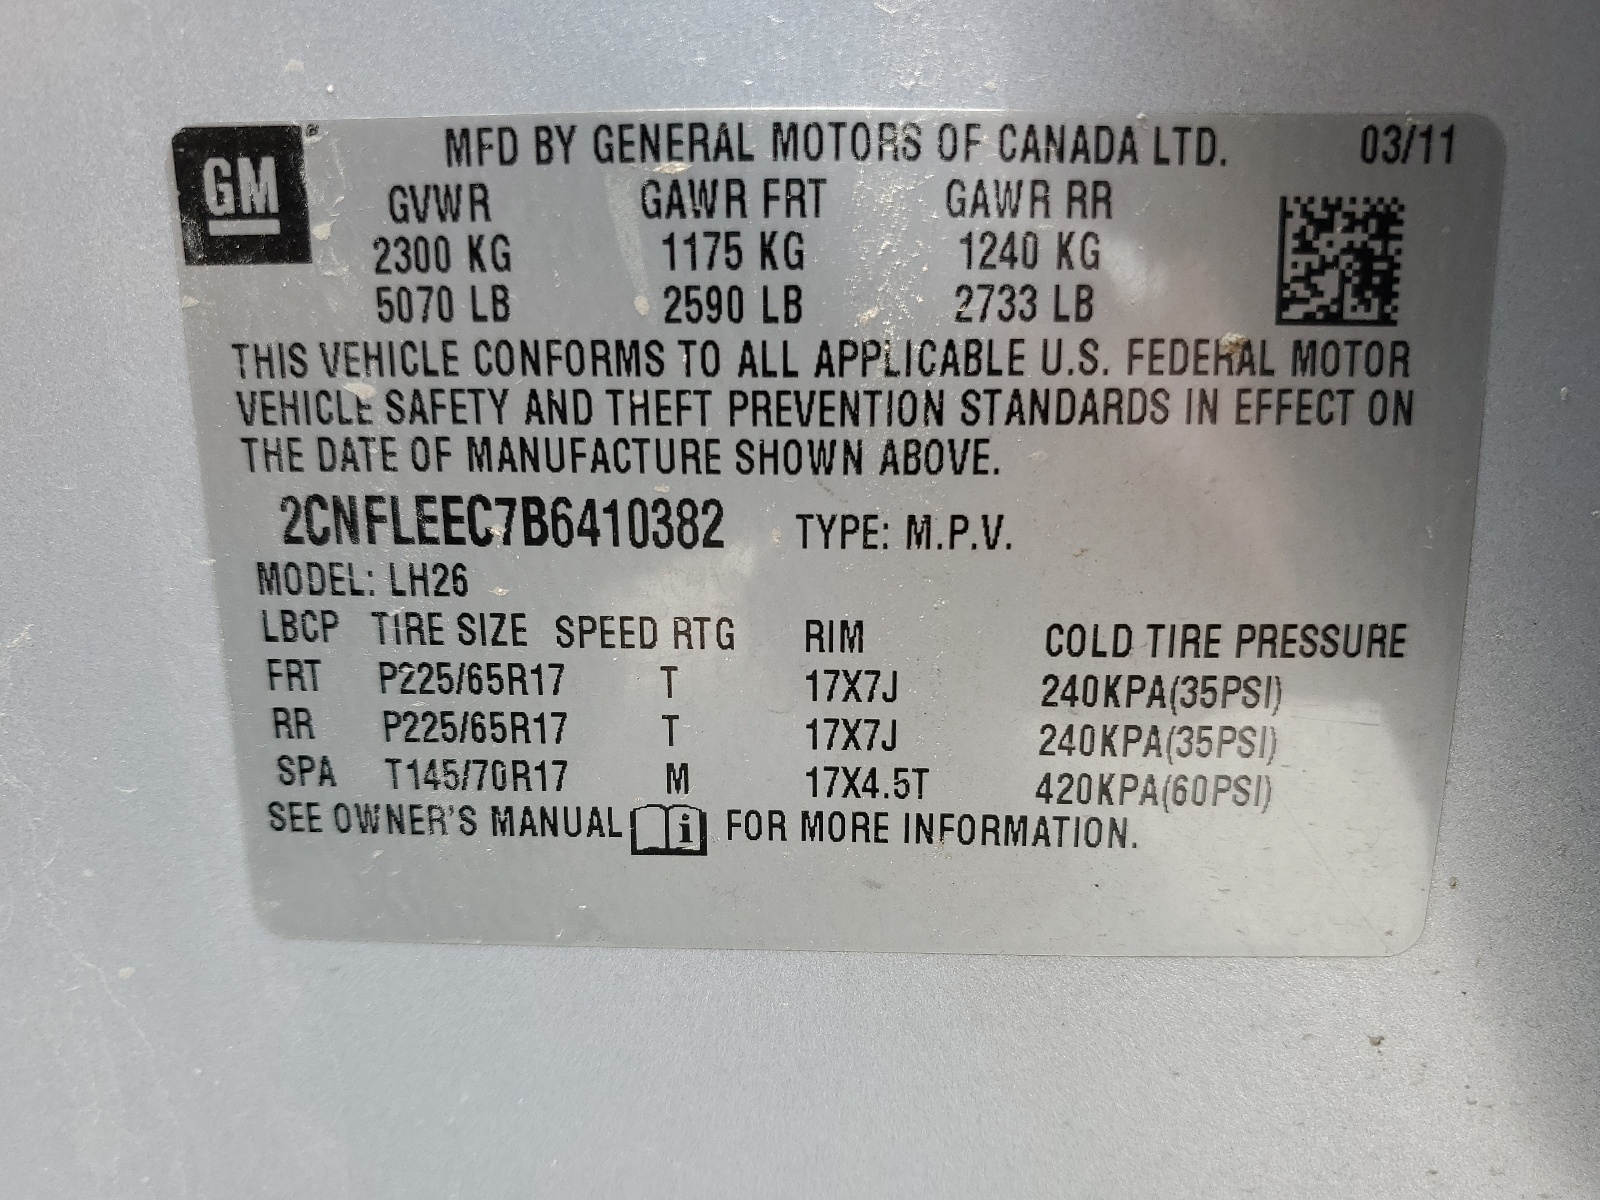 GM
MFD BY GENERAL MOTORS OF CANADA LTD. 03/11
GVWR GAWR FRT GAWR RR
2300 KG 1175 KG 1240 KG
5070 LB 2590 LB 2733 LB
THIS VEHICLE CONFORMS TO ALL APPLICABLE U.S. FEDERAL MOTOR
VEHICLE SAFETY AND THEFT PREVENTION STANDARDS IN EFFECT ON
THE DATE OF MANUFACTURE SHOWN ABOVE.
2CNFLEEC7B6410382 TYPE: M.P.V.
MODEL: LH26
LBCP TIRE SIZE SPEED RTG RIM COLD TIRE PRESSURE
FRT P225/65R17 T 17X7J 240KPA(35PSI)
RR P225/65R17 T 17X7J 240KPA(35PSI)
SPA T145/70R17 M 17X4.5T 420KPA(60PSI)
SEE OWNER'S MANUAL i FOR MORE INFORMATION.